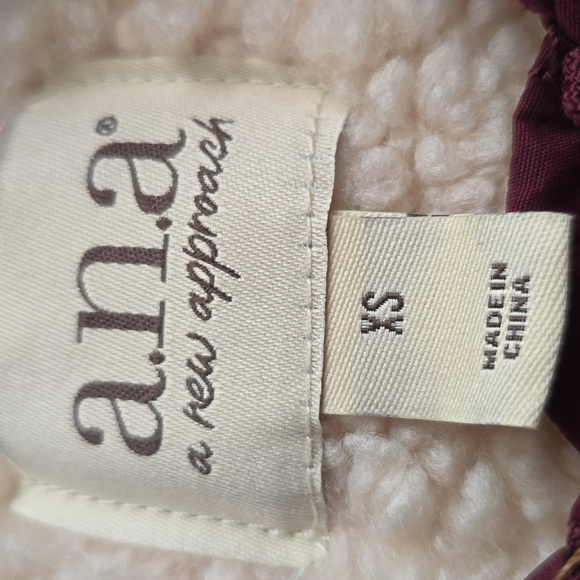 a.n.a®
a new approach
XS
MADE IN
CHINA